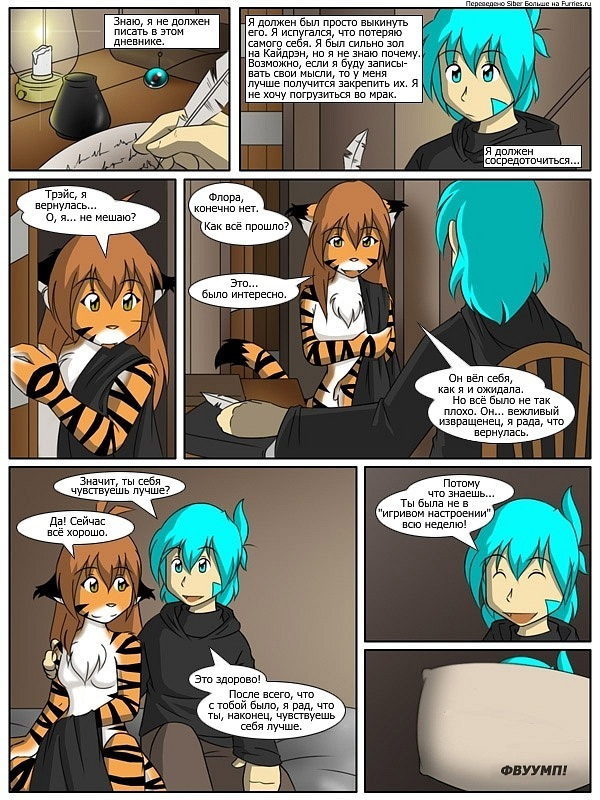 Переведено Siber Больше на Furries.ru
Знаю, я не должен
писать в этом
дневнике.
Я должен был просто выкинуть
его. Я испугался, что потеряю
самого себя. Я был сильно зол
на Кайдрэн, но я не знаю почему.
Возможно, если я буду записы-
вать свои мысли, то у меня
лучше получится закрепить их. Я
не хочу погрузиться во мрак.
Я должен
сосредоточиться...
Трэйс, я
вернулась...
О, я... не мешаю?
Флора,
конечно нет.
Как всё прошло?
Это...
было интересно.
Он вёл себя,
как я и ожидала.
Но всё было не так
плохо. Он... вежливый
извращенец, я рада, что
вернулась.
Значит, ты себя
чувствуешь лучше?
Да! Сейчас
всё хорошо.
Это здорово!
После всего, что
с тобой было, я рад, что
ты, наконец, чувствуешь
себя лучше.
Потому
что знаешь...
Ты была не в
"игривом настроении"
всю неделю!
ФВУУМП!